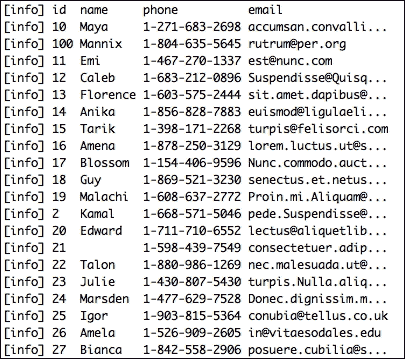 [info] id name phone email
[info] 10 Maya 1-271-683-2698 accumsan.convalli...
[info] 100 Mannix 1-804-635-5645 rutrum@per.org
[info] 11 Emi 1-467-270-1337 est@nunc.com
[info] 12 Caleb 1-683-212-0896 Suspendisse@Quisq...
[info] 13 Florence 1-603-575-2444 sit.amet.dapibus@...
[info] 14 Anika 1-856-828-7883 euismod@ligulaeli...
[info] 15 Tarik 1-398-171-2268 turpis@felisorci.com
[info] 16 Amena 1-878-250-3129 lorem.luctus.ut@s...
[info] 17 Blossom 1-154-406-9596 Nunc.commodo.auct...
[info] 18 Guy 1-869-521-3230 senectus.et.netus...
[info] 19 Malachi 1-608-637-2772 Proin.mi.Aliquam@...
[info] 2 Kamal 1-668-571-5046 pede.Suspendisse@...
[info] 20 Edward 1-711-710-6552 lectus@aliquetlib...
[info] 21 1-598-439-7549 consectetuer.adip...
[info] 22 Talon 1-880-986-1269 nec.malesuada.ut@...
[info] 23 Julie 1-430-807-5430 turpis.Nulla.aliq...
[info] 24 Marsden 1-477-629-7528 Donec.dignissim.m...
[info] 25 Igor 1-903-815-5364 conubia@tellus.co.uk
[info] 26 Amela 1-526-909-2605 in@vitaesodales.edu
[info] 27 Bianca 1-842-558-2906 posuere.cubilia@s...